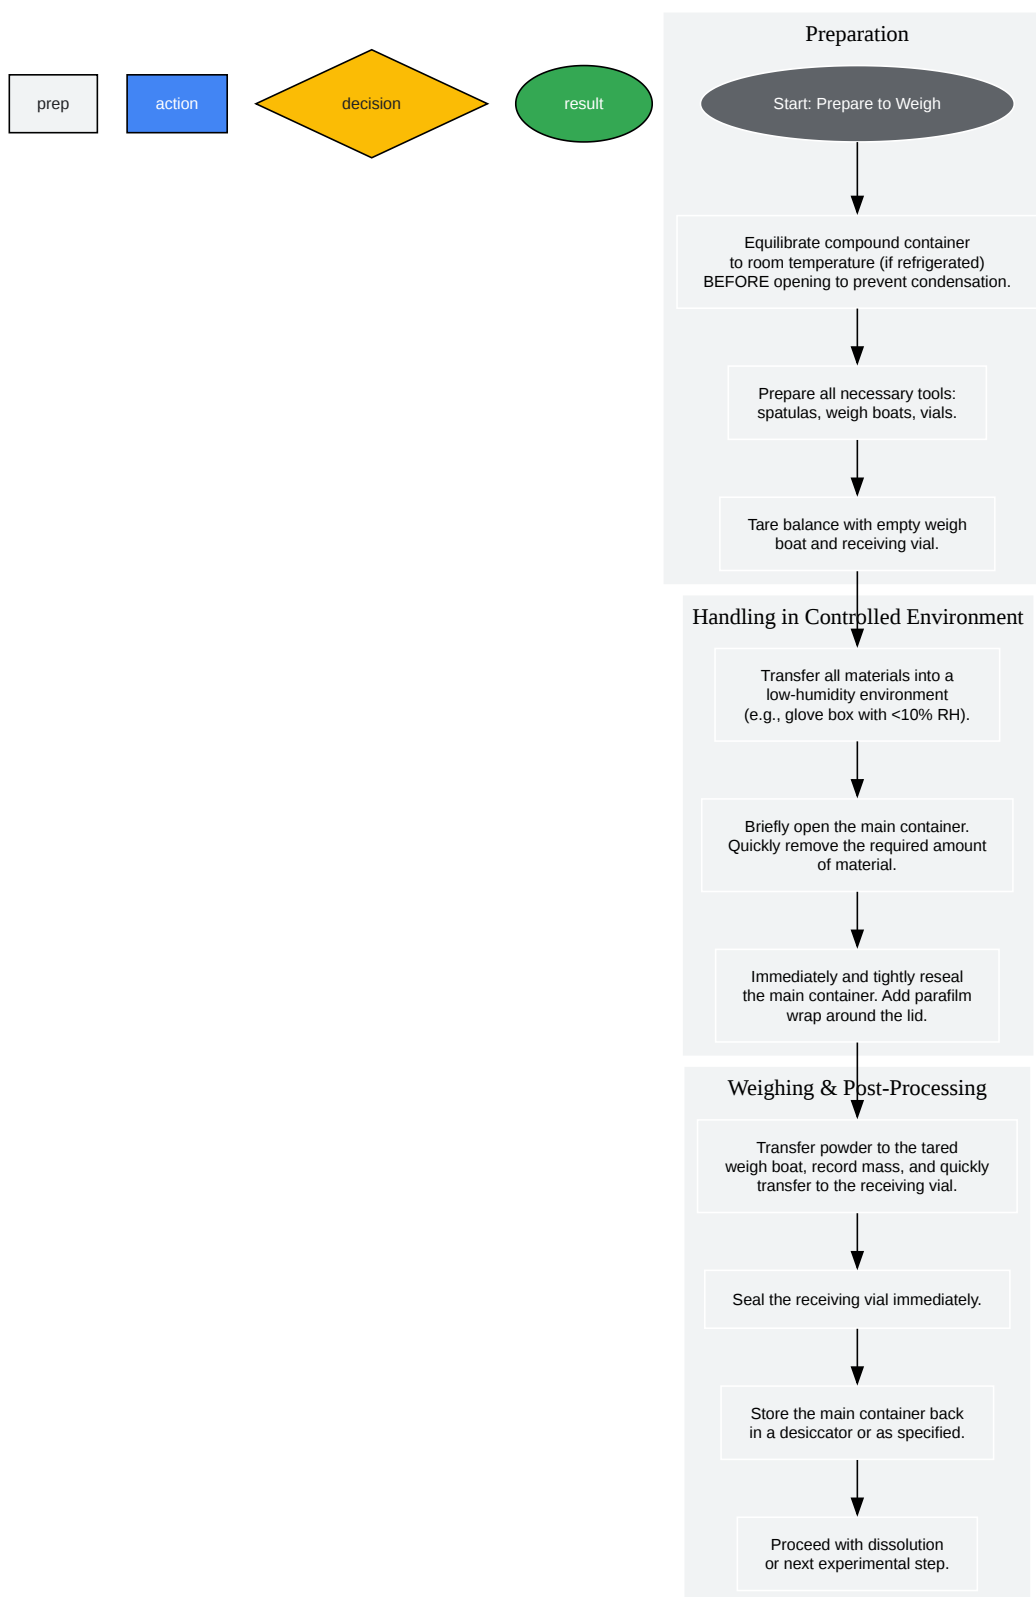 prep
action
decision
result
Preparation
Start: Prepare to Weigh
Equilibrate compound container
to room temperature (if refrigerated)
BEFORE opening to prevent condensation.
Prepare all necessary tools:
spatulas, weigh boats, vials.
Tare balance with empty weigh
boat and receiving vial.
Handling in Controlled Environment
Transfer all materials into a
low-humidity environment
(e.g., glove box with <10% RH).
Briefly open the main container.
Quickly remove the required amount
of material.
Immediately and tightly reseal
the main container. Add parafilm
wrap around the lid.
Weighing & Post-Processing
Transfer powder to the tared
weigh boat, record mass, and quickly
transfer to the receiving vial.
Seal the receiving vial immediately.
Store the main container back
in a desiccator or as specified.
Proceed with dissolution
or next experimental step.